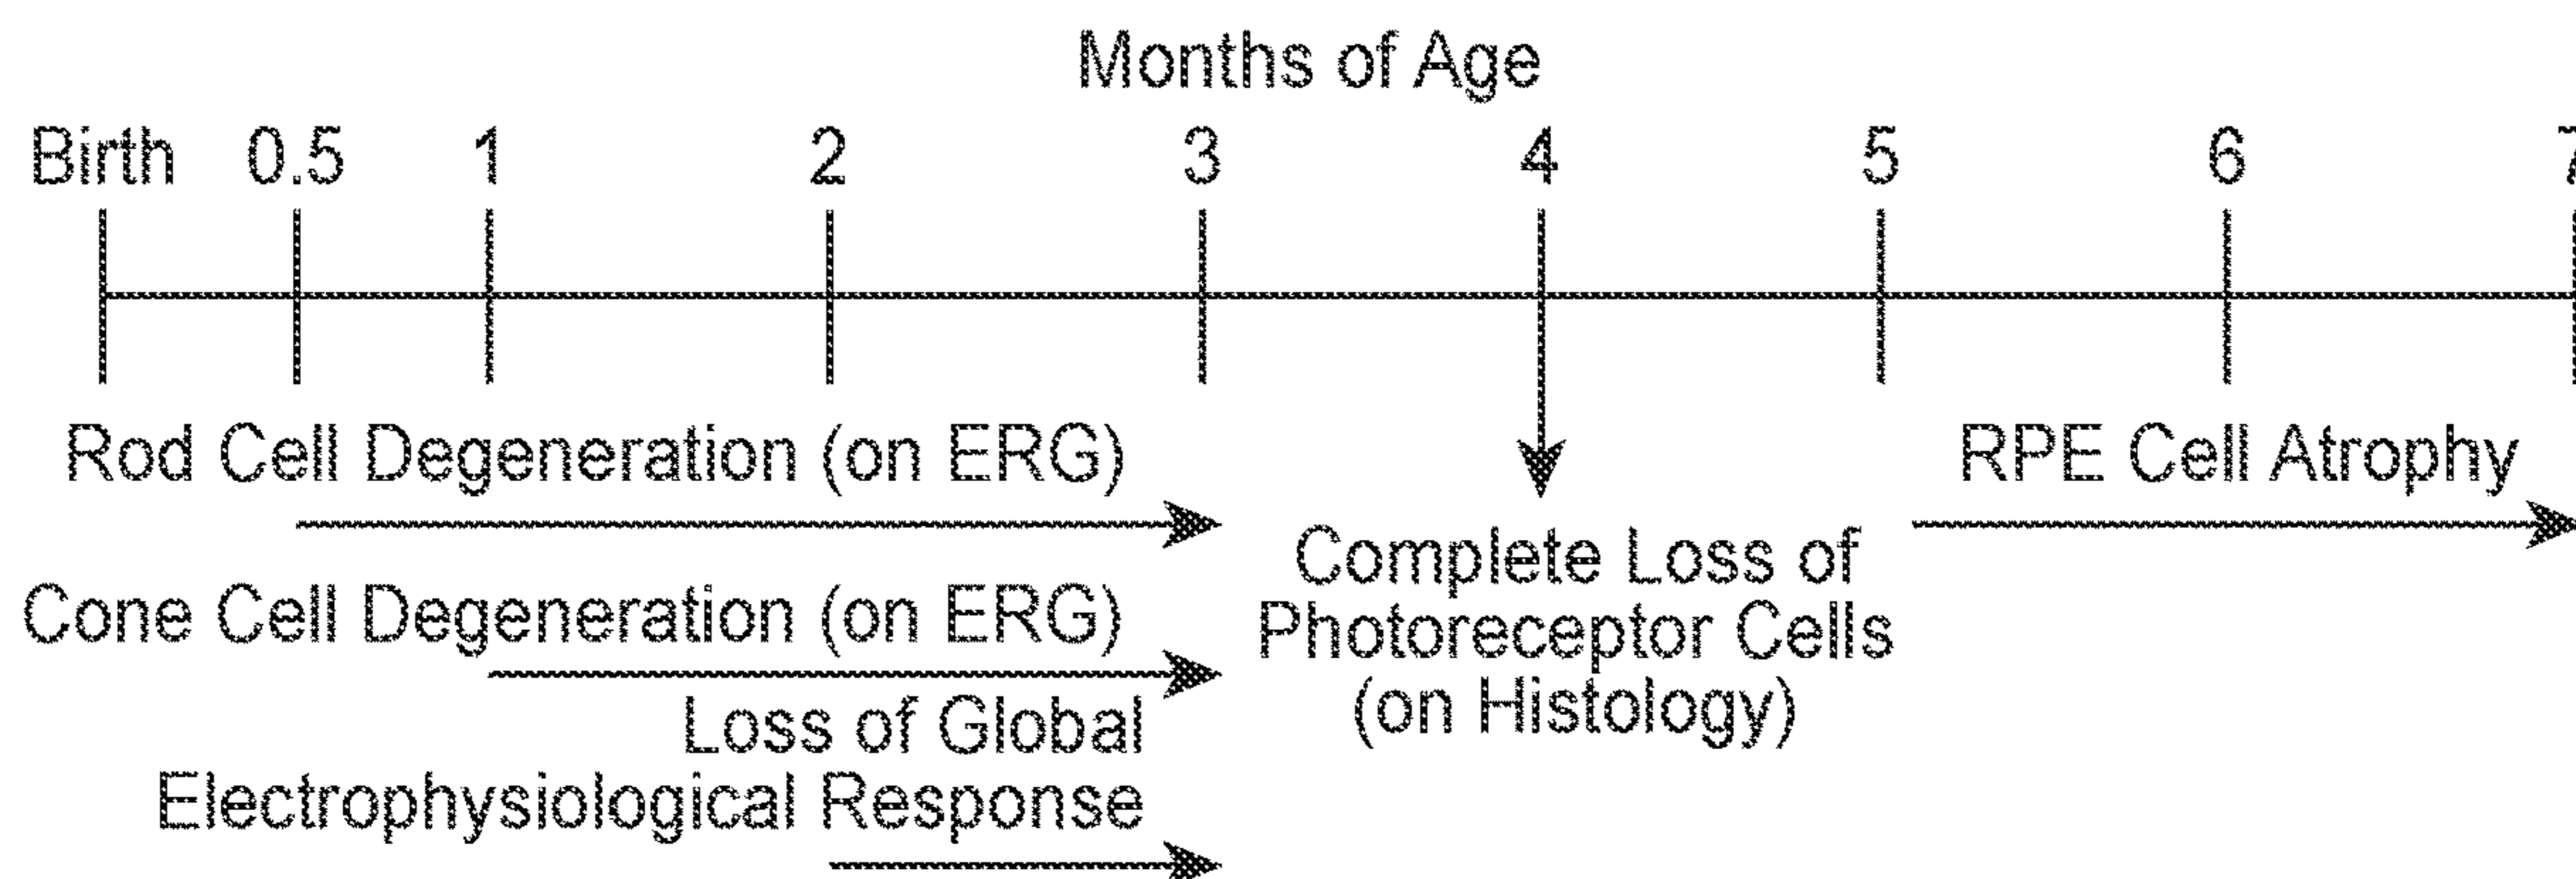 Months of Age
Birth 0.5 1 2 3 4 5 6 7
Rod Cell Degeneration (on ERG)
Cone Cell Degeneration (on ERG)
Loss of Global
Electrophysiological Response
Complete Loss of
Photoreceptor Cells
(on Histology)
RPE Cell Atrophy